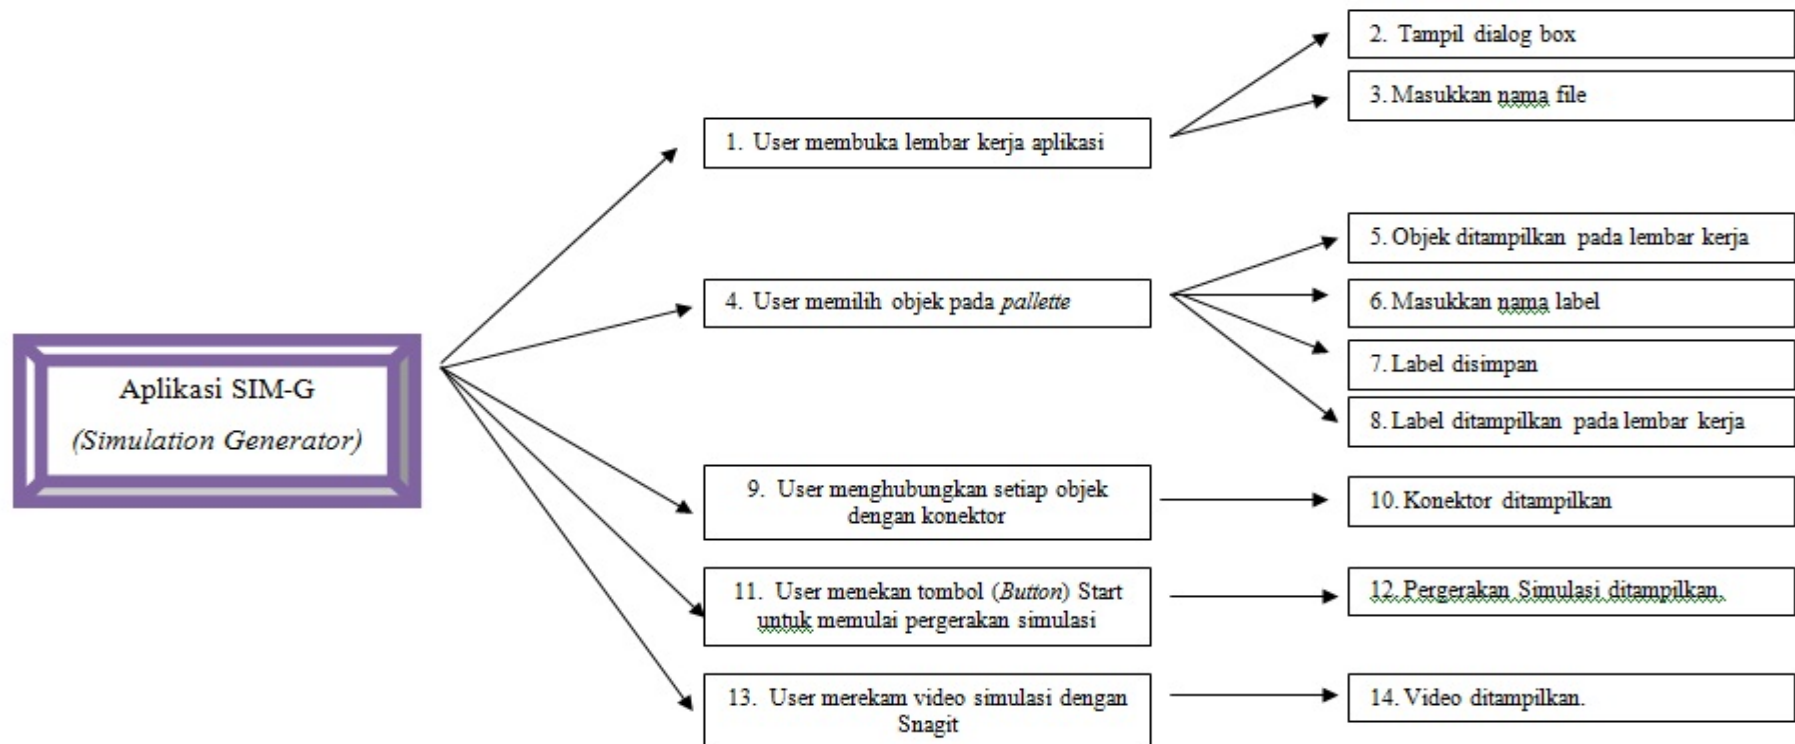 Aplikasi SIM-G
(Simulation Generator)
1. User membuka lembar kerja aplikasi
2. Tampil dialog box
3. Masukkan nama file
4. User memilih objek pada pallette
5. Objek ditampilkan pada lembar kerja
6. Masukkan nama label
7. Label disimpan
8. Label ditampilkan pada lembar kerja
9. User menghubungkan setiap objek
dengan konektor
10. Konektor ditampilkan
11. User menekan tombol (Button) Start
untuk memulai pergerakan simulasi
12. Pergerakan Simulasi ditampilkan.
13. User merekam video simulasi dengan
Snagit
14. Video ditampilkan.